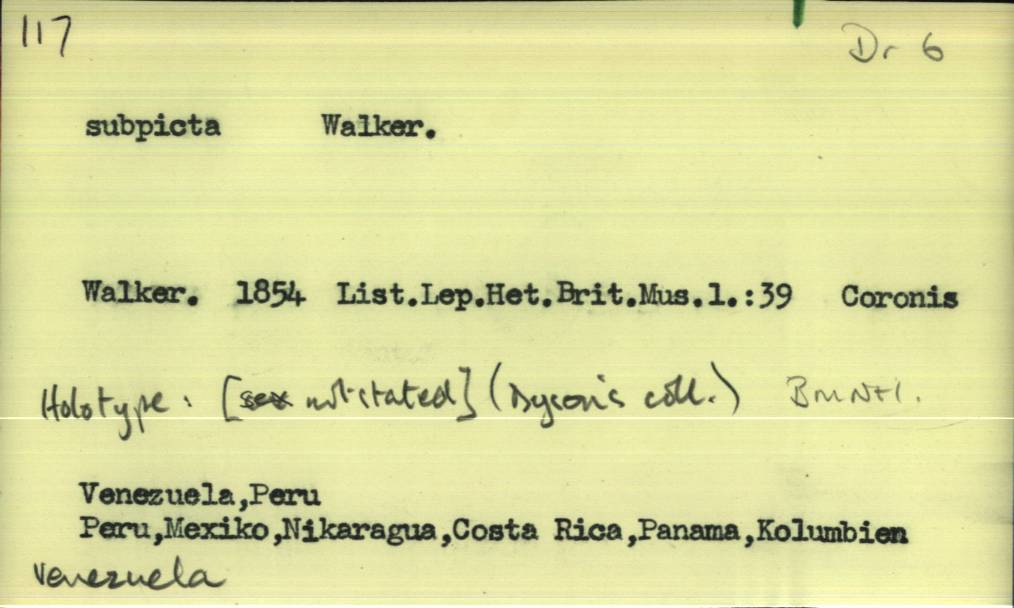 117
Dr 6
subpicta Walker.
Walker. 1854 List.Lep.Het.Brit.Mus.1.:39 Coronis
Holotype: [sex not stated] (Dyson's coll.) BMNH.
Venezuela,Peru
Peru,Mexiko,Nikaragua,Costa Rica,Panama,Kolumbien
Venezuela